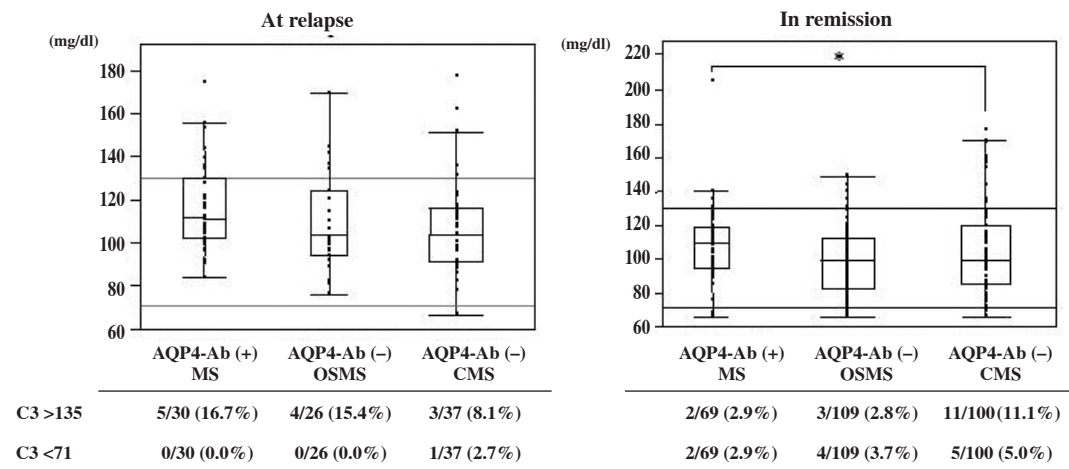 At relapse
In remission
(mg/dl)
(mg/dl)
180
160
140
120
100
80
60
220
200
180
160
140
120
100
80
60
*
AQP4-Ab (+) AQP4-Ab (–) AQP4-Ab (–)
MS OSMS CMS
AQP4-Ab (+) AQP4-Ab (–) AQP4-Ab (–)
MS OSMS CMS
C3 >135 5/30 (16.7%) 4/26 (15.4%) 3/37 (8.1%) 2/69 (2.9%) 3/109 (2.8%) 11/100 (11.1%)
C3 <71 0/30 (0.0%) 0/26 (0.0%) 1/37 (2.7%) 2/69 (2.9%) 4/109 (3.7%) 5/100 (5.0%)